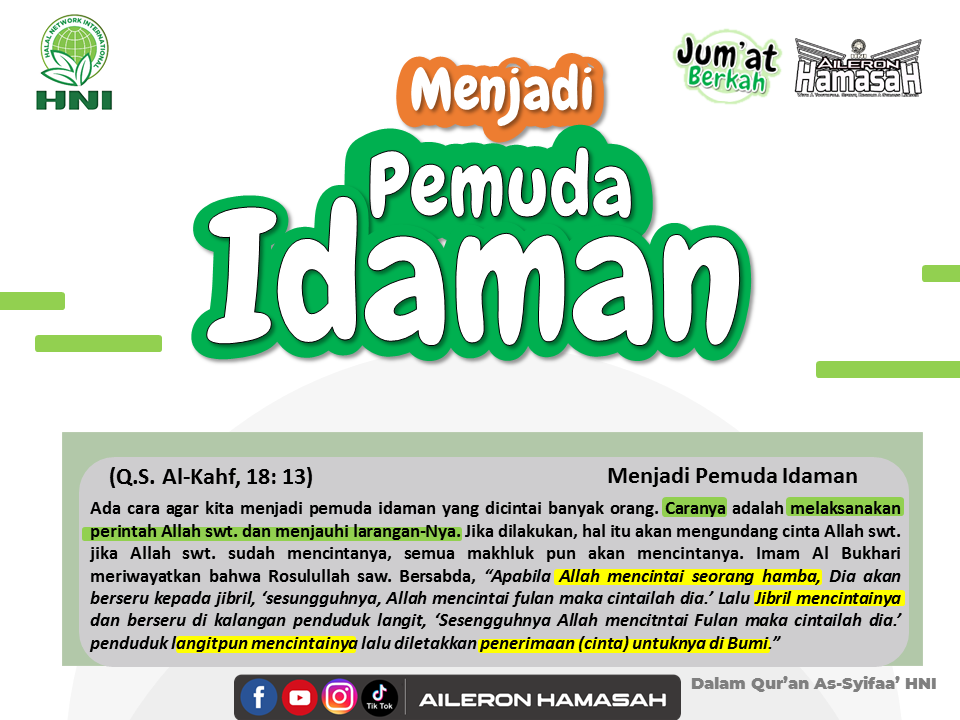 HALAL NETWORK INTERNATIONAL
HNI
Jum'at
Berkah
HNI
AILERON
HAMASAH
Menjadi
Pemuda
Idaman
(Q.S. Al-Kahf, 18: 13)
Menjadi Pemuda Idaman
Ada cara agar kita menjadi pemuda idaman yang dicintai banyak orang. Caranya adalah melaksanakan
perintah Allah swt. dan menjauhi larangan-Nya. Jika dilakukan, hal itu akan mengundang cinta Allah swt.
jika Allah swt. sudah mencintanya, semua makhluk pun akan mencintanya. Imam Al Bukhari
meriwayatkan bahwa Rosulullah saw. Bersabda, “Apabila Allah mencintai seorang hamba, Dia akan
berseru kepada jibril, ‘sesungguhnya, Allah mencintai fulan maka cintailah dia.’ Lalu Jibril mencintainya
dan berseru di kalangan penduduk langit, ‘Sesengguhnya Allah mencitntai Fulan maka cintailah dia.’
penduduk langitpun mencintainya lalu diletakkan penerimaan (cinta) untuknya di Bumi.”
Dalam Qur’an As-Syifaa’ HNI
Tik Tok
AILERON HAMASAH